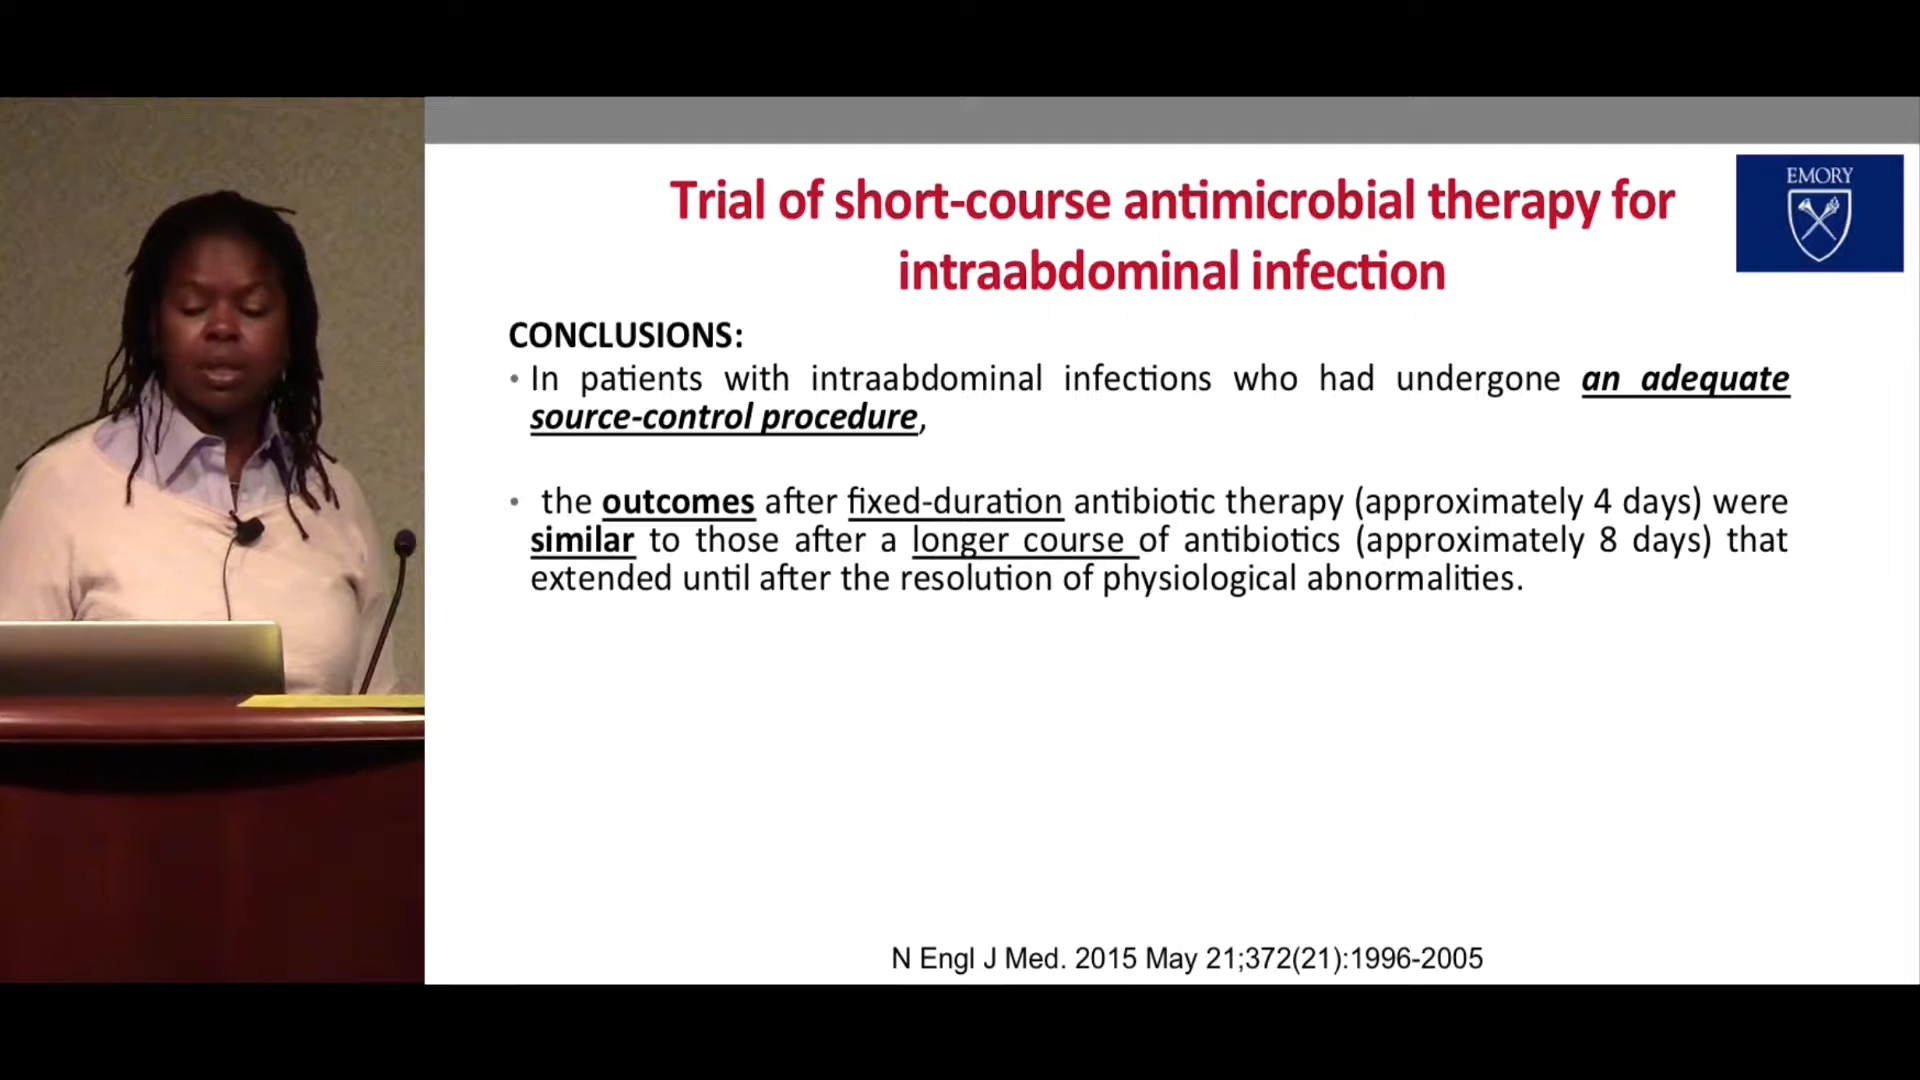 EMORY
Trial of short-course antimicrobial therapy for
intraabdominal infection
CONCLUSIONS:
• In patients with intraabdominal infections who had undergone an adequate
source-control procedure,
• the outcomes after fixed-duration antibiotic therapy (approximately 4 days) were
similar to those after a longer course of antibiotics (approximately 8 days) that
extended until after the resolution of physiological abnormalities.
N Engl J Med. 2015 May 21;372(21):1996-2005